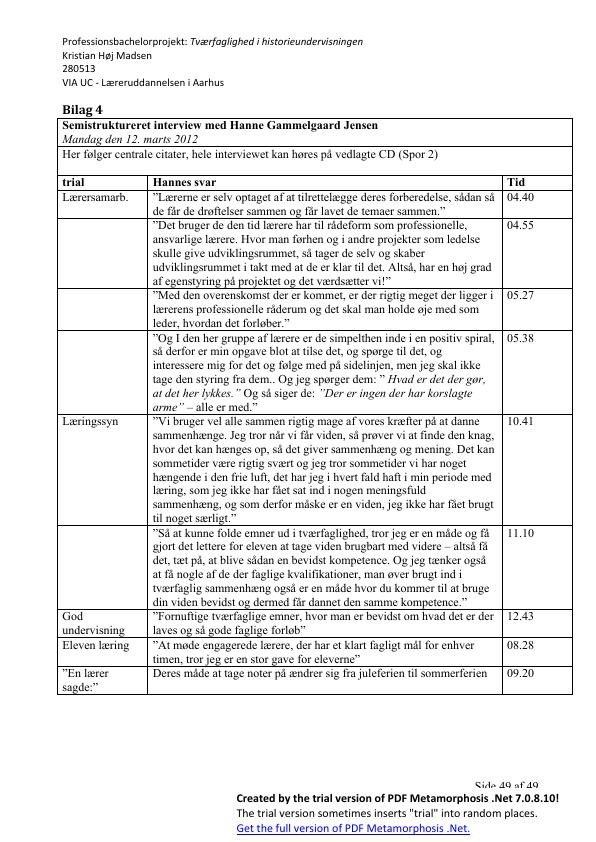 Professionsbachelorprojekt: Tværfaglighed i historieundervisningen
Kristian Høj Madsen
280513
VIA UC - Læreruddannelsen i Aarhus
Bilag 4
Semistruktureret interview med Hanne Gammelgaard Jensen
Mandag den 12. marts 2012
Her følger centrale citater, hele interviewet kan høres på vedlagte CD (Spor 2)
trial Hannes svar Tid
Lærersamarb. ”Lærerne er selv optaget af at tilrettelægge deres forberedelse, sådan så 04.40
de får de drøftelser sammen og får lavet de temaer sammen.”
”Det bruger de den tid lærere har til rådeform som professionelle, 04.55
ansvarlige lærere. Hvor man førhen og i andre projekter som ledelse
skulle give udviklingsrummet, så tager de selv og skaber
udviklingsrummet i takt med at de er klar til det. Altså, har en høj grad
af egenstyring på projektet og det værdsætter vi!”
”Med den overenskomst der er kommet, er der rigtig meget der ligger i 05.27
lærerens professionelle råderum og det skal man holde øje med som
leder, hvordan det forløber.”
”Og I den her gruppe af lærere er de simpelthen inde i en positiv spiral, 05.38
så derfor er min opgave blot at tilse det, og spørge til det, og
interessere mig for det og følge med på sidelinjen, men jeg skal ikke
tage den styring fra dem.. Og jeg spørger dem: ” Hvad er det der gør,
at det her lykkes.” Og så siger de: ”Der er ingen der har korslagte
arme” – alle er med.”
Læringssyn ”Vi bruger vel alle sammen rigtig mage af vores kræfter på at danne 10.41
sammenhænge. Jeg tror når vi får viden, så prøver vi at finde den knag,
hvor det kan hænges op, så det giver sammenhæng og mening. Det kan
sommetider være rigtig svært og jeg tror sommetider vi har noget
hængende i den frie luft, det har jeg i hvert fald haft i min periode med
læring, som jeg ikke har fået sat ind i nogen meningsfuld
sammenhæng, og som derfor måske er en viden, jeg ikke har fået brugt
til noget særligt.”
”Så at kunne folde emner ud i tværfaglighed, tror jeg er en måde og få 11.10
gjort det lettere for eleven at tage viden brugbart med videre – altså få
det, tæt på, at blive sådan en bevidst kompetence. Og jeg tænker også
at få nogle af de der faglige kvalifikationer, man øver brugt ind i
tværfaglig sammenhæng også er en måde hvor du kommer til at bruge
din viden bevidst og dermed får dannet den samme kompetence.”
God ”Fornuftige tværfaglige emner, hvor man er bevidst om hvad det er der 12.43
undervisning laves og så gode faglige forløb”
Eleven læring ”At møde engagerede lærere, der har et klart fagligt mål for enhver 08.28
timen, tror jeg er en stor gave for eleverne”
”En lærer Deres måde at tage noter på ændrer sig fra juleferien til sommerferien 09.20
sagde:”
Side 49 af 49
Created by the trial version of PDF Metamorphosis .Net 7.0.8.10!
The trial version sometimes inserts "trial" into random places.
Get the full version of PDF Metamorphosis .Net.